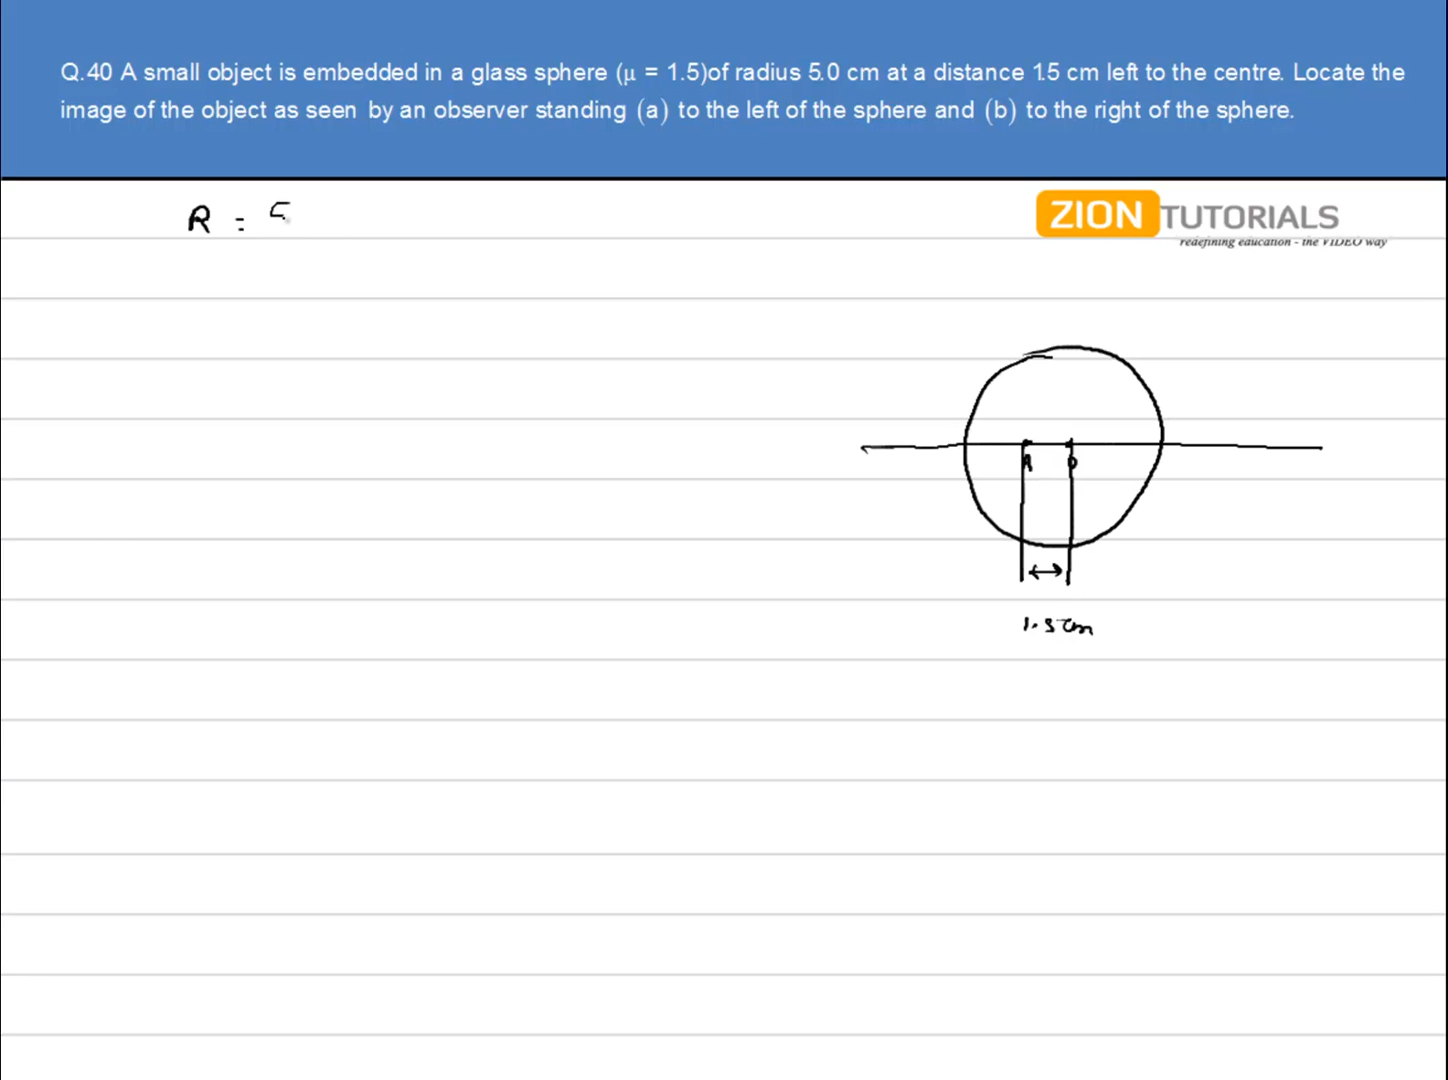 Q.40 A small object is embedded in a glass sphere (μ = 1.5)of radius 5.0 cm at a distance 1.5 cm left to the centre. Locate the
image of the object as seen by an observer standing (a) to the left of the sphere and (b) to the right of the sphere.
R = 5
ZION TUTORIALS
redefining education - the VIDEO way
A O
1.5 cm